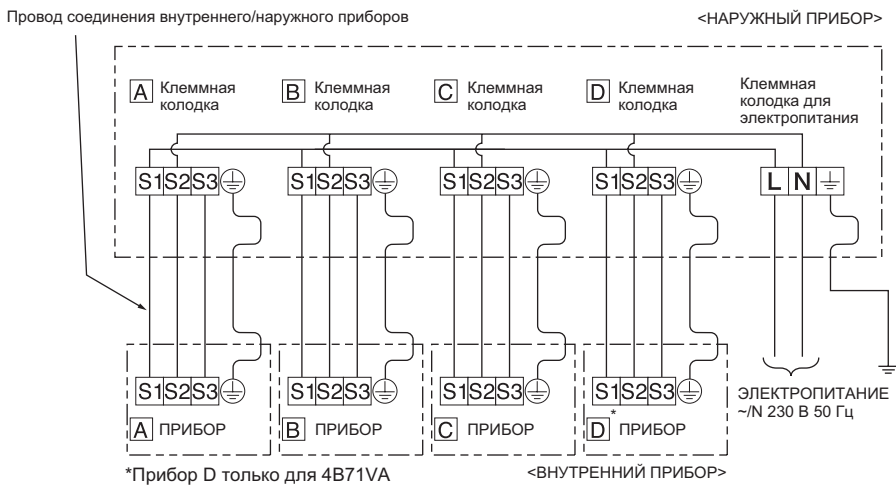 Провод соединения внутреннего/наружного приборов
<НАРУЖНЫЙ ПРИБОР>
A Клеммная
колодка
B Клеммная
колодка
C Клеммная
колодка
D Клеммная
колодка
Клеммная
колодка для
электропитания
S1 S2 S3
S1 S2 S3
S1 S2 S3
S1 S2 S3
L N
S1 S2 S3
S1 S2 S3
S1 S2 S3
S1 S2 S3
A ПРИБОР
B ПРИБОР
C ПРИБОР
D * ПРИБОР
ЭЛЕКТРОПИТАНИЕ
~/N 230 В 50 Гц
*Прибор D только для 4B71VA
<ВНУТРЕННИЙ ПРИБОР>